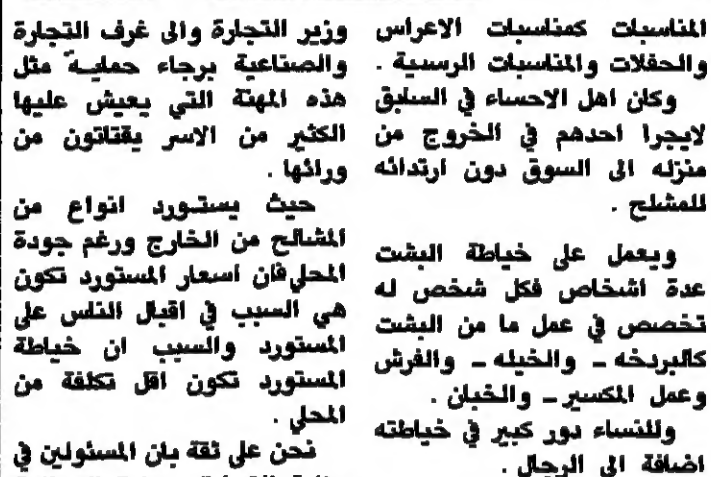 المناسبات كمناسبات الاعراس
والحفلات والمناسبات الرسمية .
وكان اهل الاحساء في السابق
لايجرا احدهم في الخروج من
منزله الى السوق دون ارتدائه
للمشلح .
ويعمل على خياطة البشت
عدة اشخاص فكل شخص له
تخصص في عمل ما من البشت
كالبردخه ـ والخيله ـ والفرش
وعمل المكسر ـ والخبان .
وللنساء دور كبير في خياطته
اضافة الى الرجال .
وزير التجارة والى غرف التجارة
والصناعية برجاء حماية مثل
هذه المهنة التي يعيش عليها
الكثير من الاسر يقتاتون من
ورائها .
حيث يستورد انواع من
المشالح من الخارج ورغم جودة
المحلي فان اسعار المستورد تكون
هي السبب في اقبال الناس على
المستورد والسبب ان خياطة
المستورد تكون اقل تكلفة من
المحلي .
نحن على ثقة بان المسئولين في